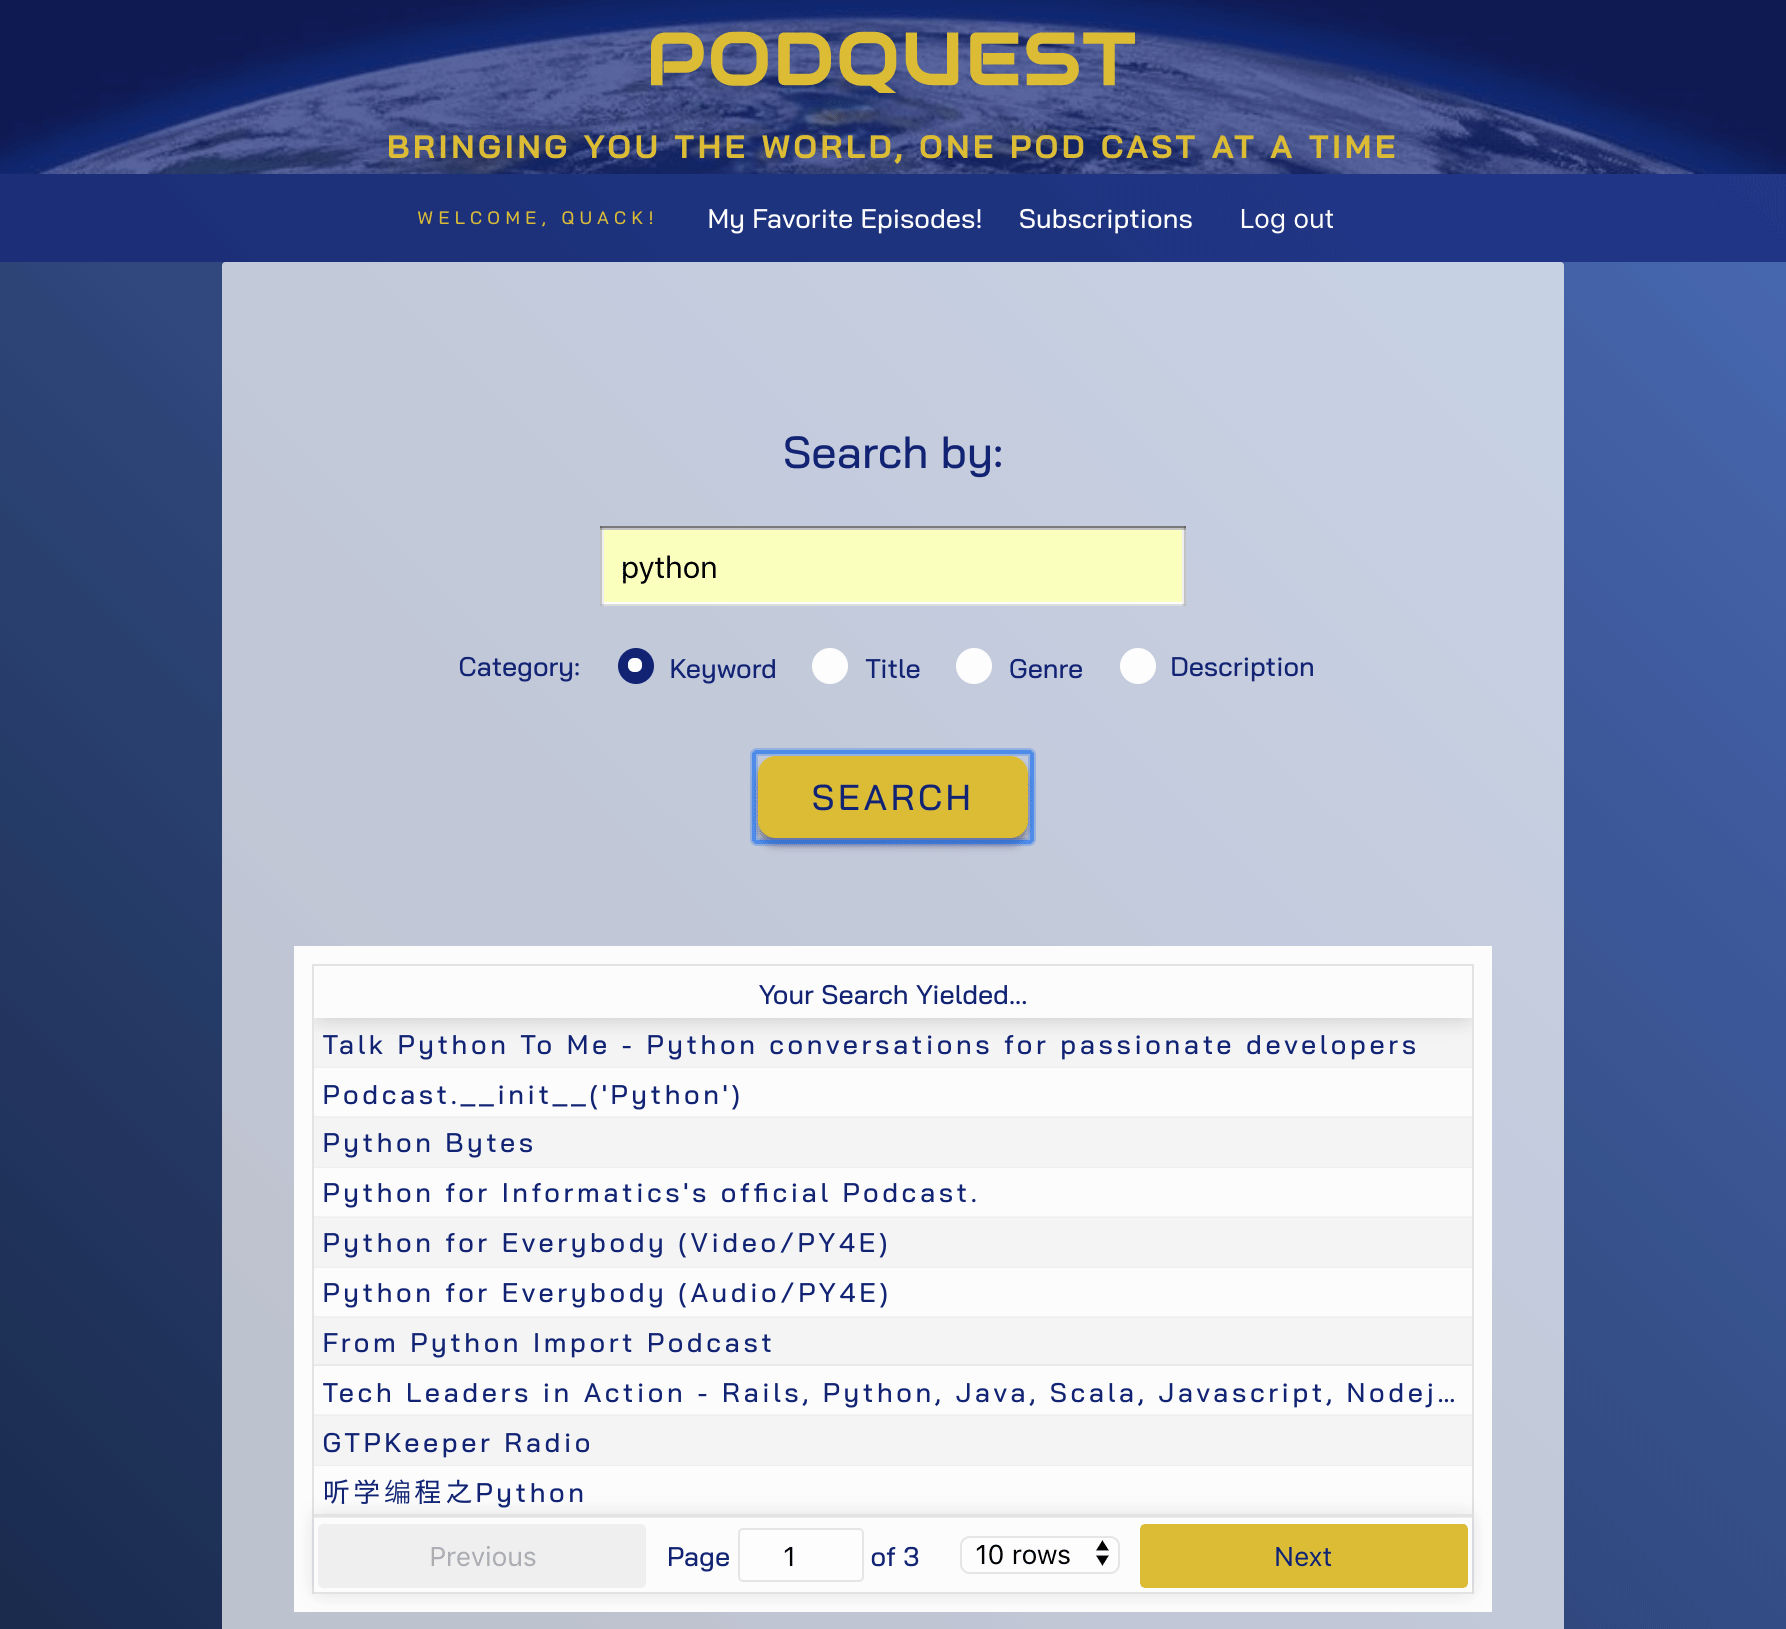 PODQUEST
BRINGING YOU THE WORLD, ONE POD CAST AT A TIME
WELCOME, QUACK! My Favorite Episodes! Subscriptions Log out
Search by:
python
Category: Keyword Title Genre Description
SEARCH
Your Search Yielded...
Talk Python To Me - Python conversations for passionate developers
Podcast.__init__('Python')
Python Bytes
Python for Informatics's official Podcast.
Python for Everybody (Video/PY4E)
Python for Everybody (Audio/PY4E)
From Python Import Podcast
Tech Leaders in Action - Rails, Python, Java, Scala, Javascript, Nodej...
GTPKeeper Radio
听学编程之Python
Previous Page 1 of 3 10 rows Next